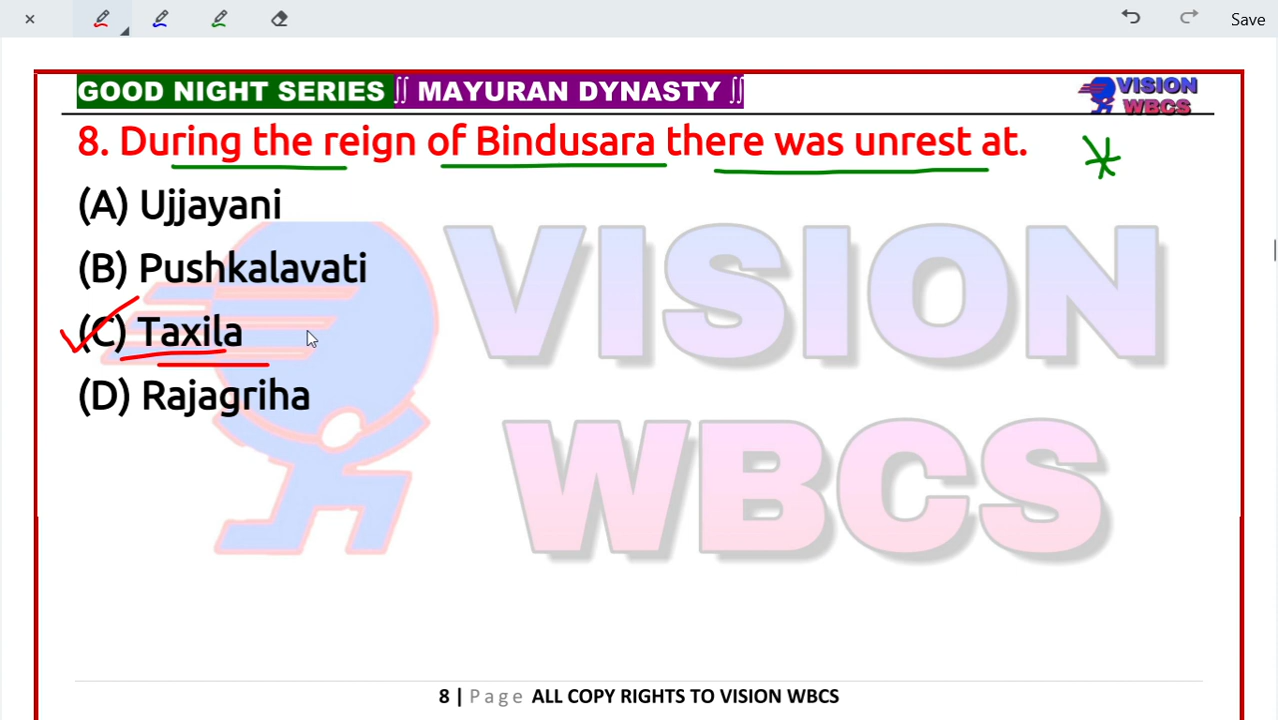 Save
GOOD NIGHT SERIES ∬ MAYURAN DYNASTY ∬
VISION
WBCS
8. During the reign of Bindusara there was unrest at.
(A) Ujjayani
(B) Pushkalavati
(C) Taxila
(D) Rajagriha
VISION
WBCS
8 | Page ALL COPY RIGHTS TO VISION WBCS